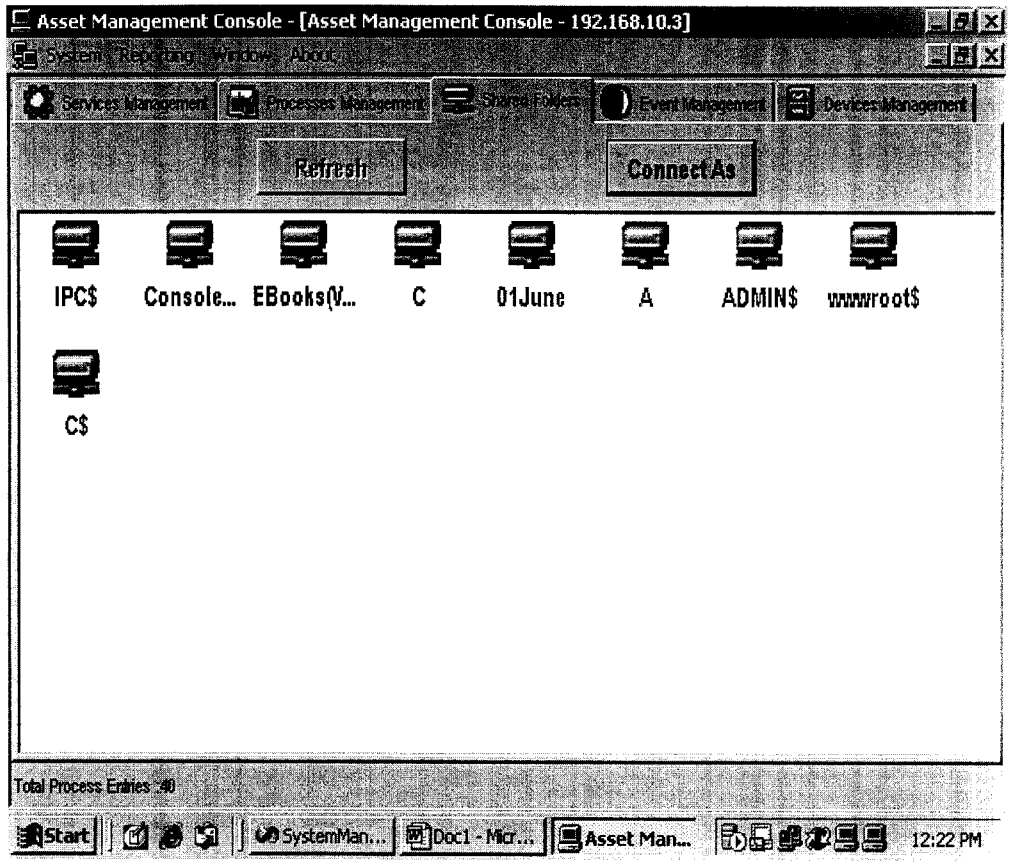 Asset Management Console - [Asset Management Console - 192.168.10.3]
System Reporting Window About
Services Management Processes Management Shared Folders Event Management Devices Management
Refresh Connect As
IPC$ Console... EBooks(V... C 01June A ADMIN$ wwwroot$
C$
Total Process Entries :40
Start SystemMan... Doc1 - Micr... Asset Man... 12:22 PM